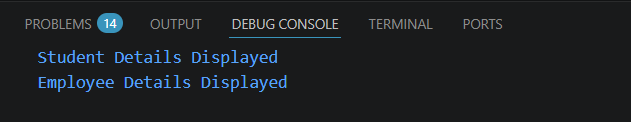 PROBLEMS 14 OUTPUT DEBUG CONSOLE TERMINAL PORTS
Student Details Displayed
Employee Details Displayed